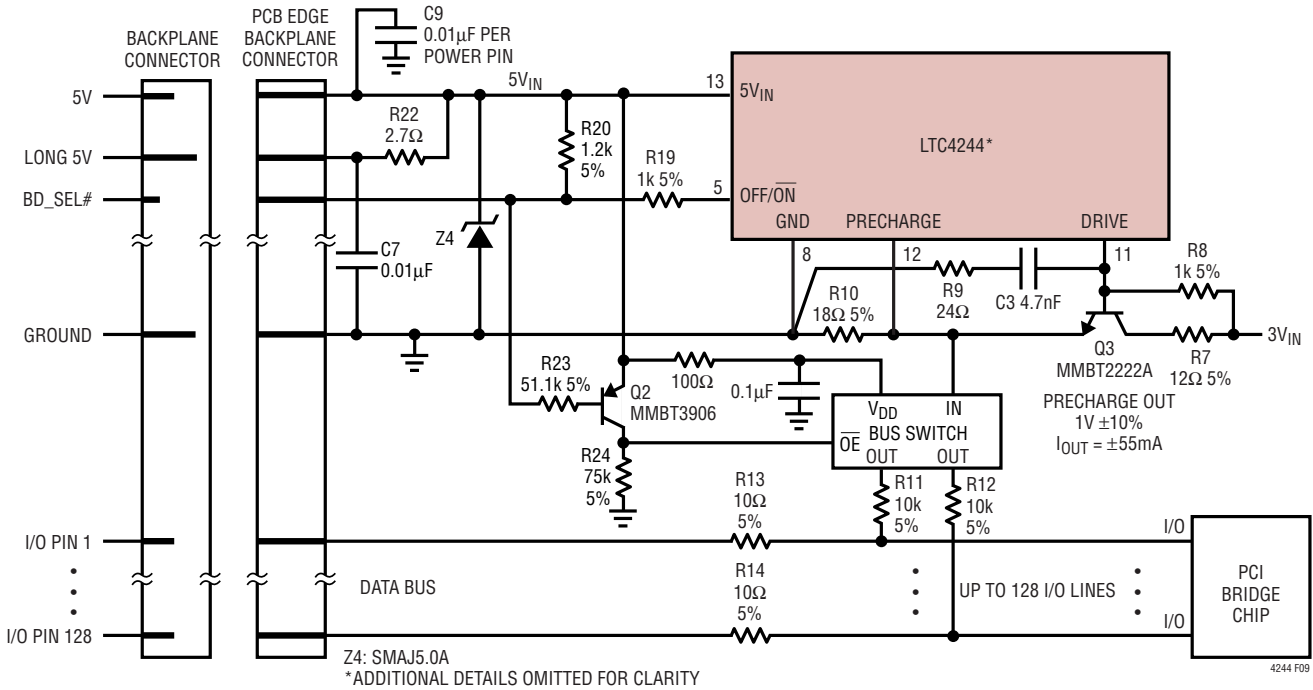 BACKPLANE
CONNECTOR
PCB EDGE
BACKPLANE
CONNECTOR
C9
0.01µF PER
POWER PIN
5V
LONG 5V
BD_SEL#
GROUND
I/O PIN 1
I/O PIN 128
R22
2.7Ω
C7
0.01µF
Z4
5VIN
R20
1.2k
5%
R19
1k 5%
13
5
5VIN
OFF/ON
LTC4244*
GND
PRECHARGE
DRIVE
8
12
11
R8
1k 5%
R9
24Ω
C3 4.7nF
R10
18Ω 5%
3VIN
Q3
MMBT2222A
R7
12Ω 5%
PRECHARGE OUT
1V ±10%
IOUT = ±55mA
R23
51.1k 5%
Q2
MMBT3906
100Ω
0.1µF
VDD
IN
BUS SWITCH
OE
OUT
OUT
R24
75k
5%
R13
10Ω
5%
R11
10k
5%
R12
10k
5%
I/O
R14
10Ω
5%
DATA BUS
UP TO 128 I/O LINES
I/O
PCI
BRIDGE
CHIP
Z4: SMAJ5.0A
*ADDITIONAL DETAILS OMITTED FOR CLARITY
4244 F09